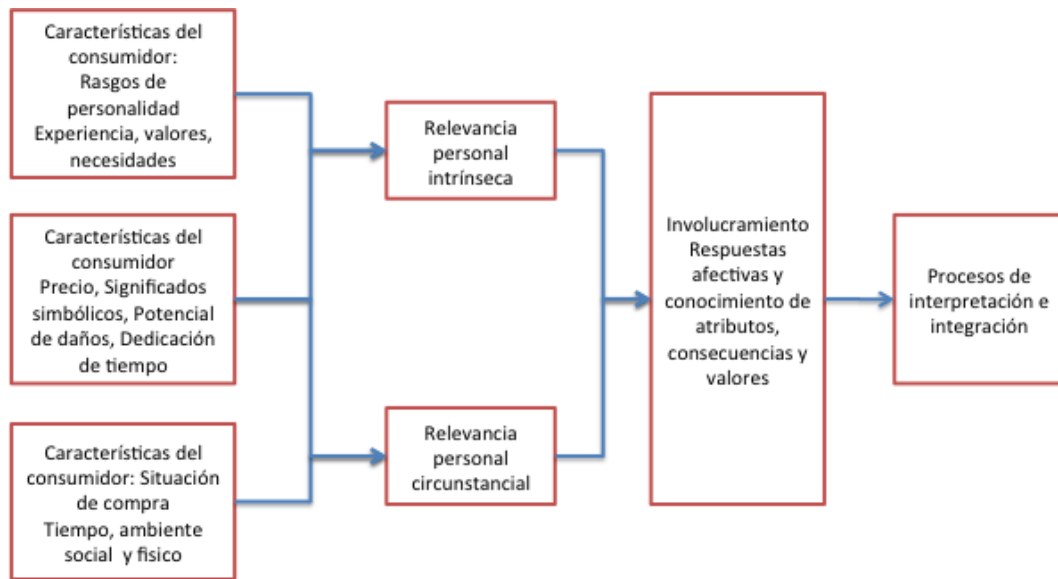 Características del
consumidor:
Rasgos de
personalidad
Experiencia, valores,
necesidades
Características del
consumidor
Precio, Significados
simbólicos, Potencial
de daños, Dedicación
de tiempo
Características del
consumidor: Situación
de compra
Tiempo, ambiente
social y fisico
Relevancia
personal
intrínseca
Relevancia
personal
circunstancial
Involucramiento
Respuestas
afectivas y
conocimiento de
atributos,
consecuencias y
valores
Procesos de
interpretación e
integración